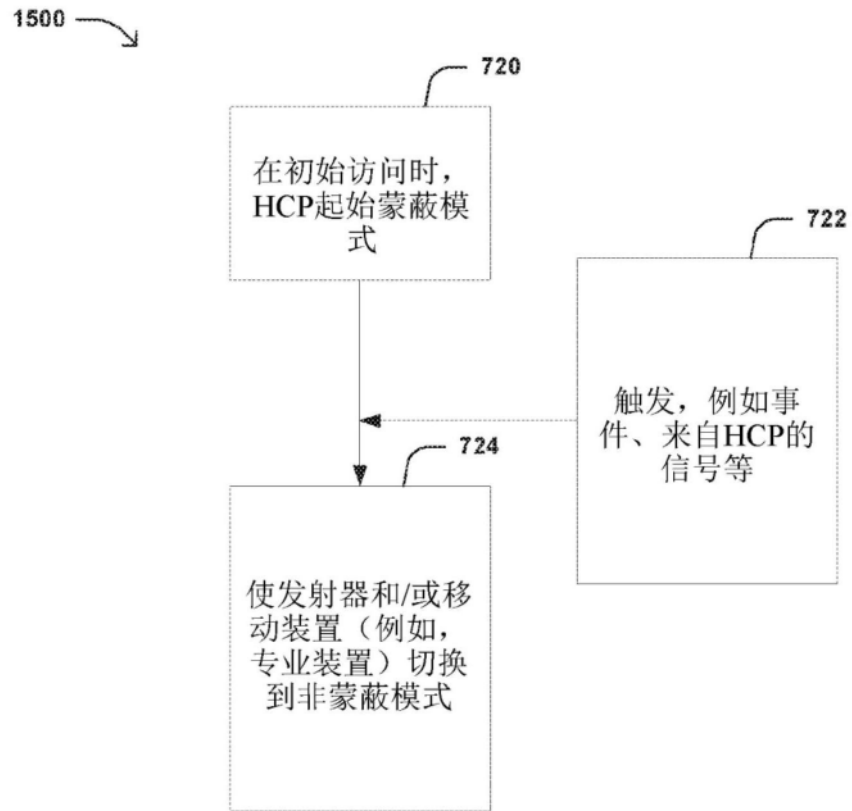 1500
720
在初始访问时，
HCP起始蒙蔽模
式
722
触发，例如事
件、来自HCP的
信号等
724
使发射器和/或移
动装置（例如，
专业装置）切换
到非蒙蔽模式